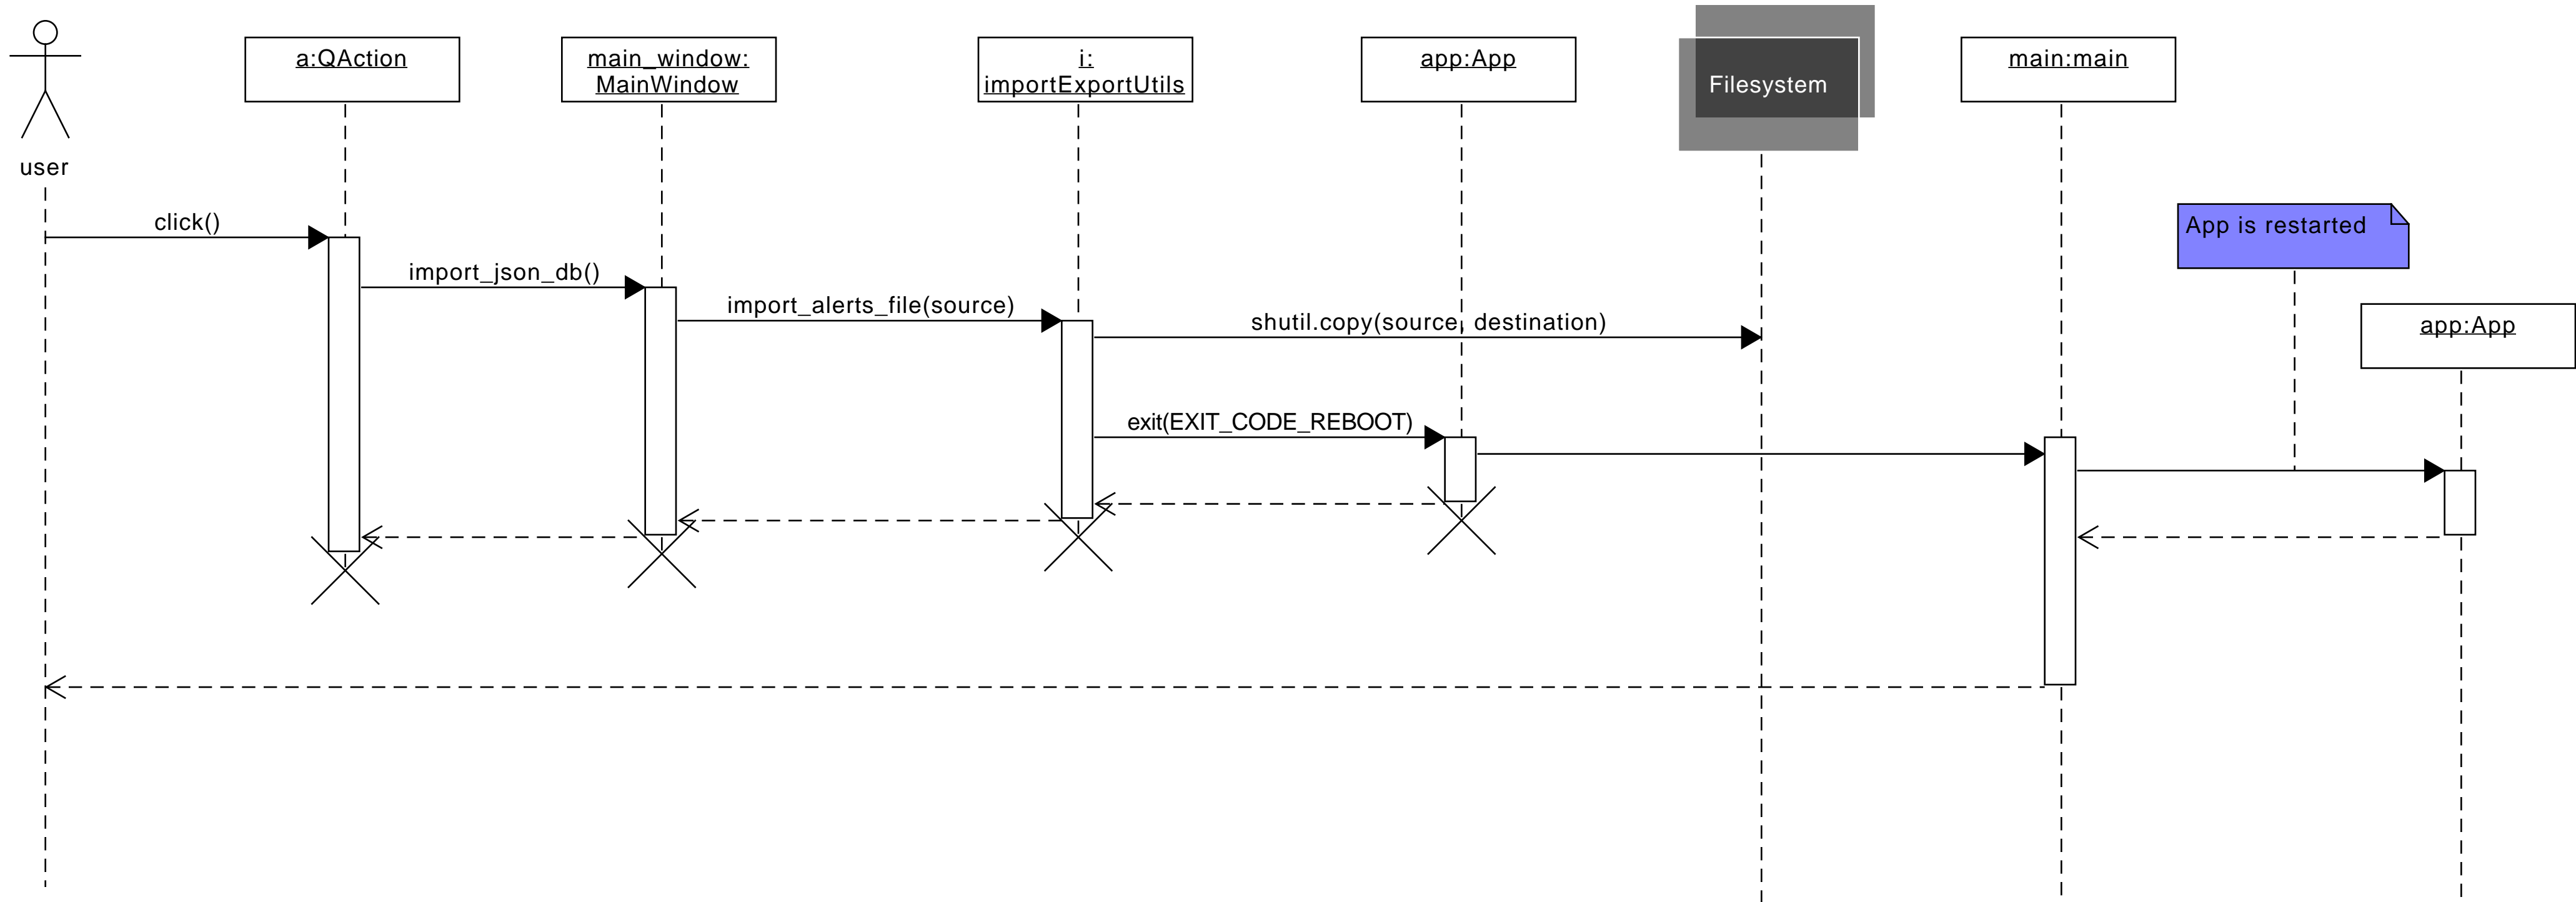 user
a:QAction
main_window:
MainWindow
i:
importExportUtils
app:App
Filesystem
main:main
click()
import_json_db()
import_alerts_file(source)
shutil.copy(source, destination)
App is restarted
app:App
exit(EXIT_CODE_REBOOT)